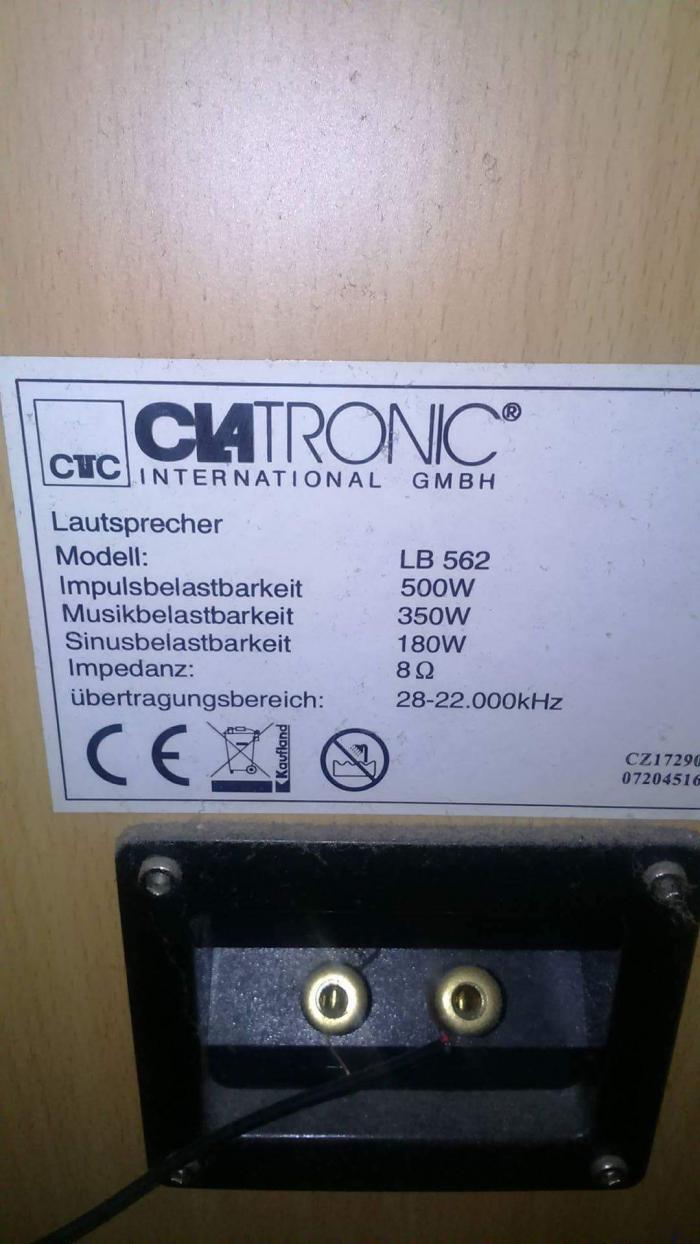 CTC
CLATRONIC®
INTERNATIONAL GMBH
Lautsprecher
Modell: LB 562
Impulsbelastbarkeit 500W
Musikbelastbarkeit 350W
Sinusbelastbarkeit 180W
Impedanz: 8Ω
übertragungsbereich: 28-22.000kHz
CE
Kaufland
CZ17290
07204516